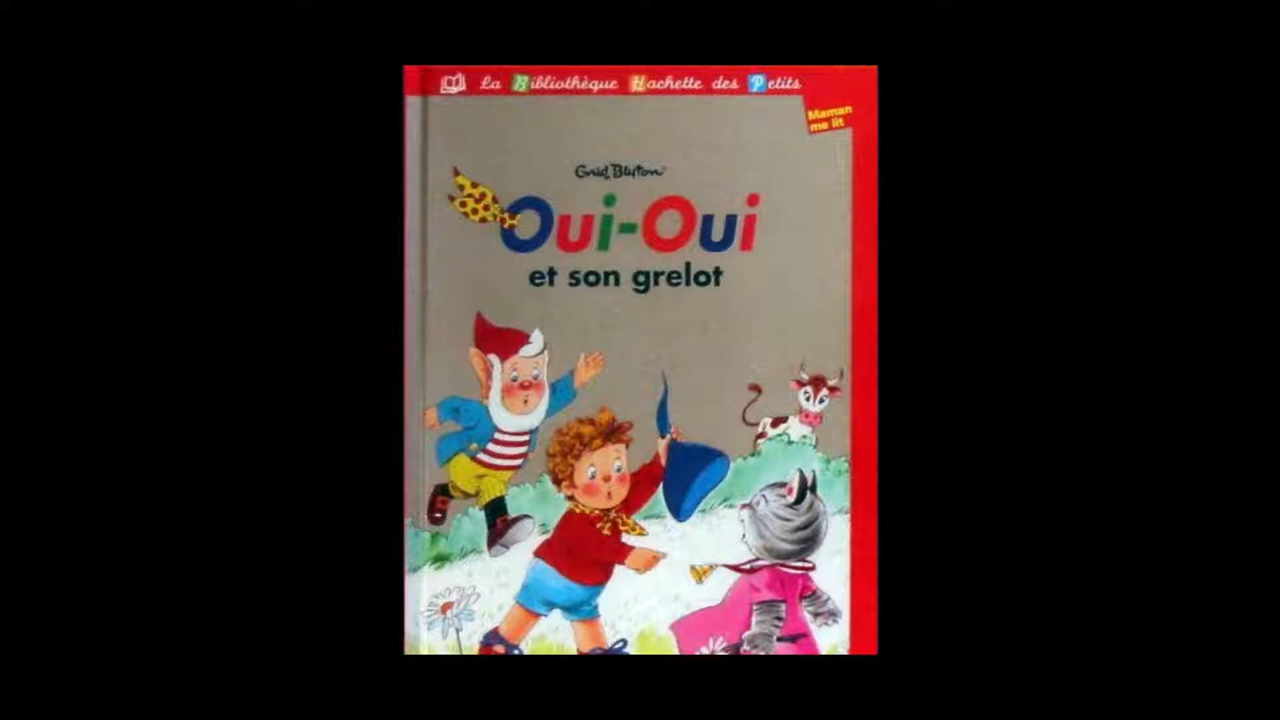 La Bibliothèque Hachette des Petits
Maman
me lit
Enid Blyton
Oui-Oui
et son grelot